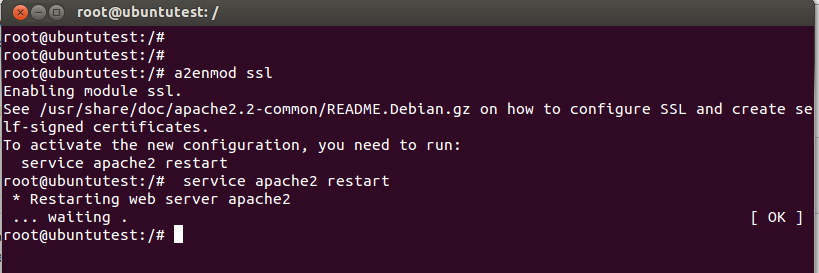 root@ubuntutest: /
root@ubuntutest:/#
root@ubuntutest:/#
root@ubuntutest:/# a2enmod ssl
Enabling module ssl.
See /usr/share/doc/apache2.2-common/README.Debian.gz on how to configure SSL and create se
lf-signed certificates.
To activate the new configuration, you need to run:
  service apache2 restart
root@ubuntutest:/#  service apache2 restart
 * Restarting web server apache2
 ... waiting .                                                                     [ OK ]
root@ubuntutest:/#